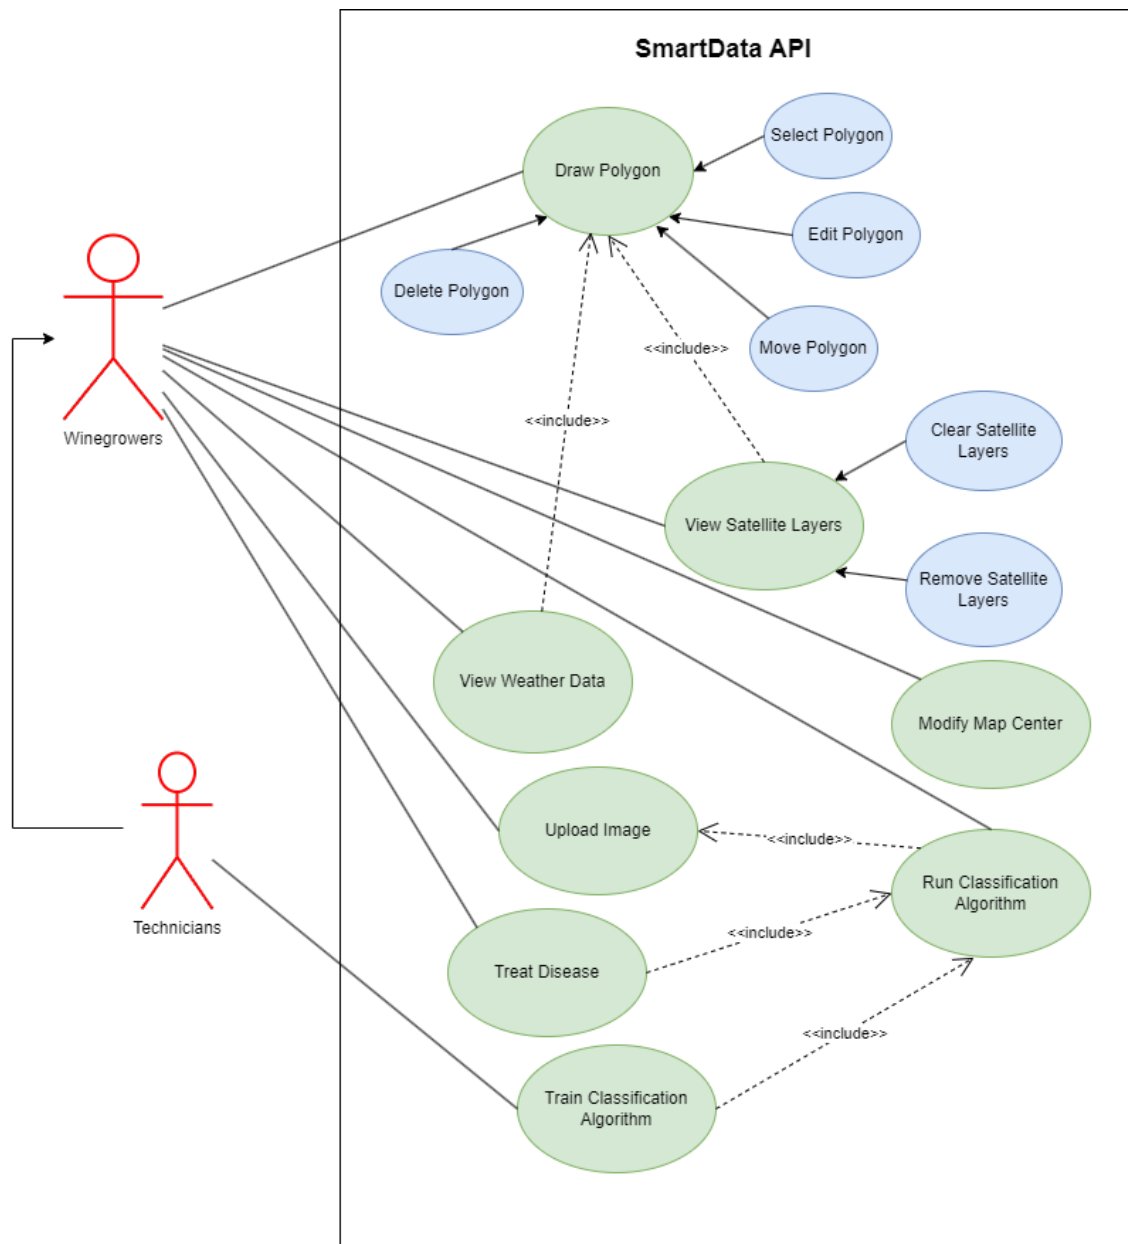 SmartData API
Select Polygon
Draw Polygon
Edit Polygon
Delete Polygon
Move Polygon
<<include>>
<<include>>
Winegrowers
Clear Satellite
Layers
View Satellite Layers
Remove Satellite
Layers
View Weather Data
Modify Map Center
Upload Image
<<include>>
Run Classification
Algorithm
Technicians
<<include>>
Treat Disease
<<include>>
Train Classification
Algorithm